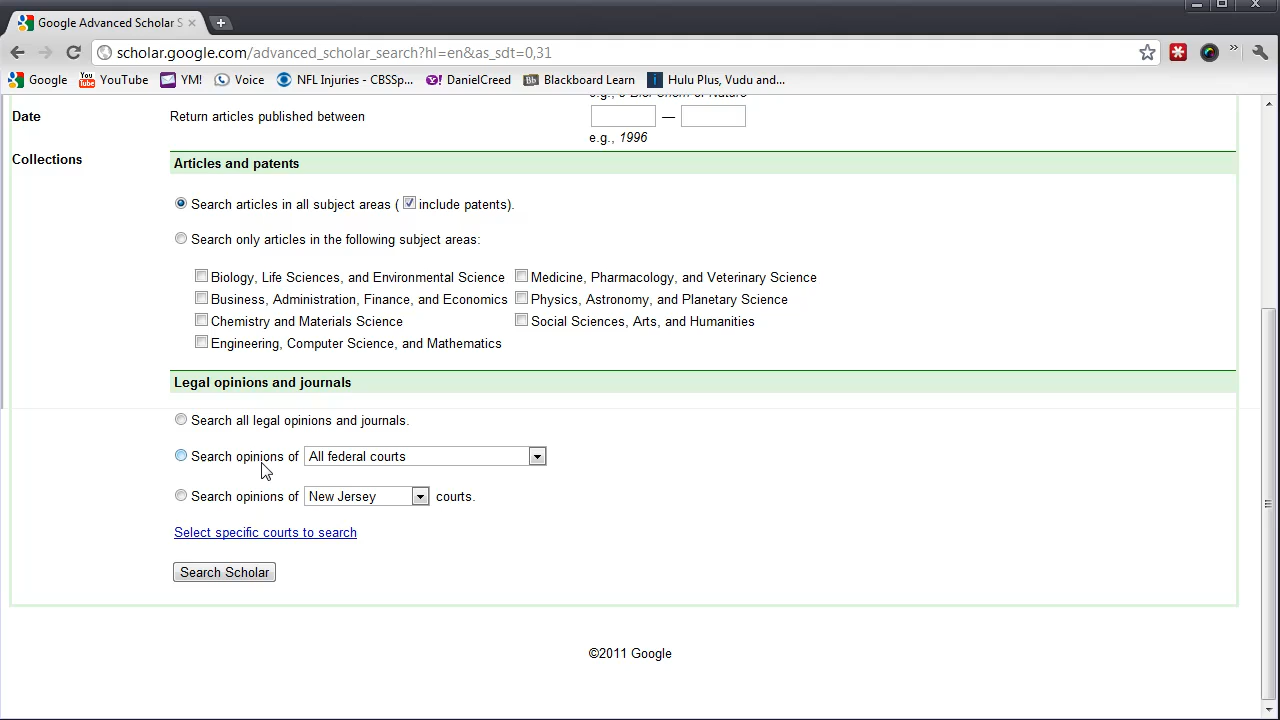 Google Advanced Scholar S
scholar.google.com/advanced_scholar_search?hl=en&as_sdt=0,31
Google YouTube YM! Voice NFL Injuries - CBSSp... DanielCreed Blackboard Learn Hulu Plus, Vudu and... »
Date Return articles published between —
e.g., 1996
Collections Articles and patents
Search articles in all subject areas ( include patents).
Search only articles in the following subject areas:
Biology, Life Sciences, and Environmental Science Medicine, Pharmacology, and Veterinary Science
Business, Administration, Finance, and Economics Physics, Astronomy, and Planetary Science
Chemistry and Materials Science Social Sciences, Arts, and Humanities
Engineering, Computer Science, and Mathematics
Legal opinions and journals
Search all legal opinions and journals.
Search opinions of All federal courts
Search opinions of New Jersey courts.
Select specific courts to search
Search Scholar
©2011 Google